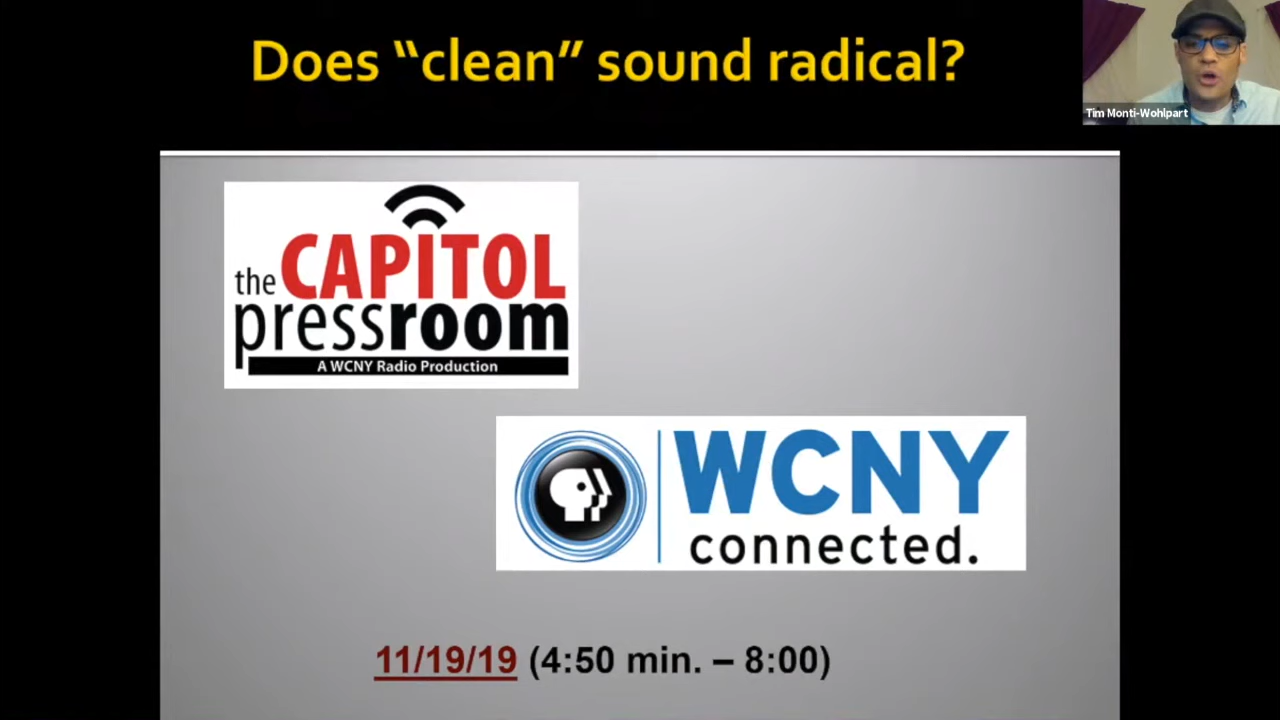 Does “clean” sound radical?
Tim Monti-Wohlpart
the CAPITOL
pressroom
A WCNY Radio Production
WCNY
connected.
11/19/19 (4:50 min. – 8:00)